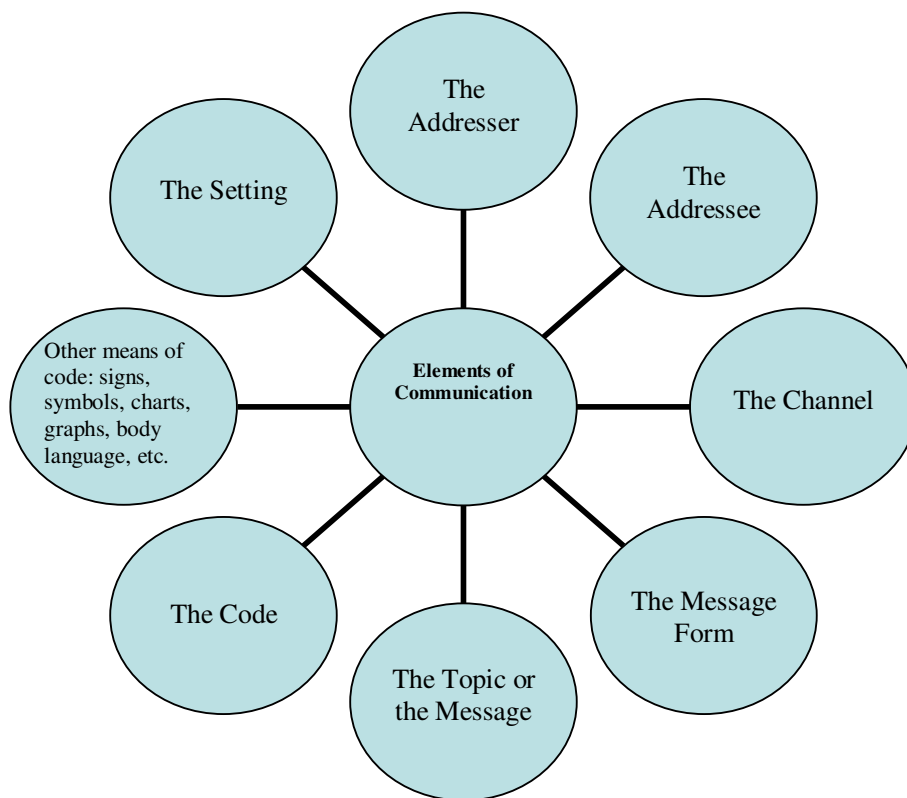 The
Addresser
The Setting
The
Addressee
Elements of
Communication
Other means of
code: signs,
symbols, charts,
graphs, body
language, etc.
The Channel
The Code
The Message
Form
The Topic or
the Message